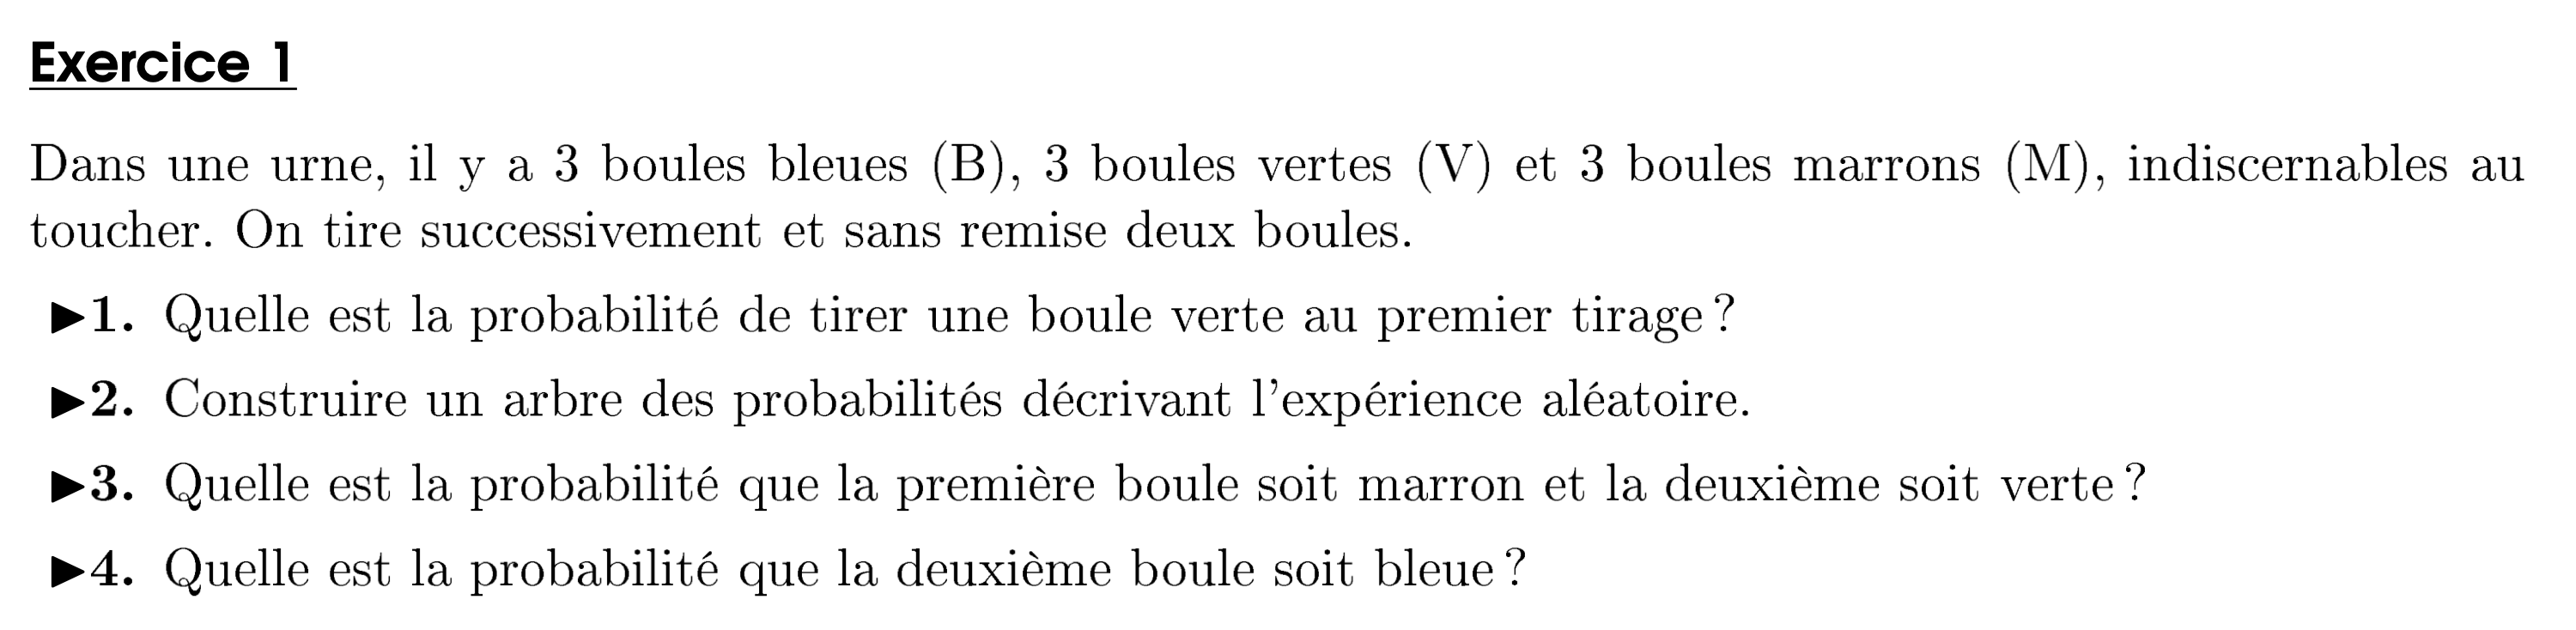 Exercice 1
Dans une urne, il y a 3 boules bleues (B), 3 boules vertes (V) et 3 boules marrons (M), indiscernables au
toucher. On tire successivement et sans remise deux boules.
▶1. Quelle est la probabilité de tirer une boule verte au premier tirage ?
▶2. Construire un arbre des probabilités décrivant l'expérience aléatoire.
▶3. Quelle est la probabilité que la première boule soit marron et la deuxième soit verte ?
▶4. Quelle est la probabilité que la deuxième boule soit bleue ?